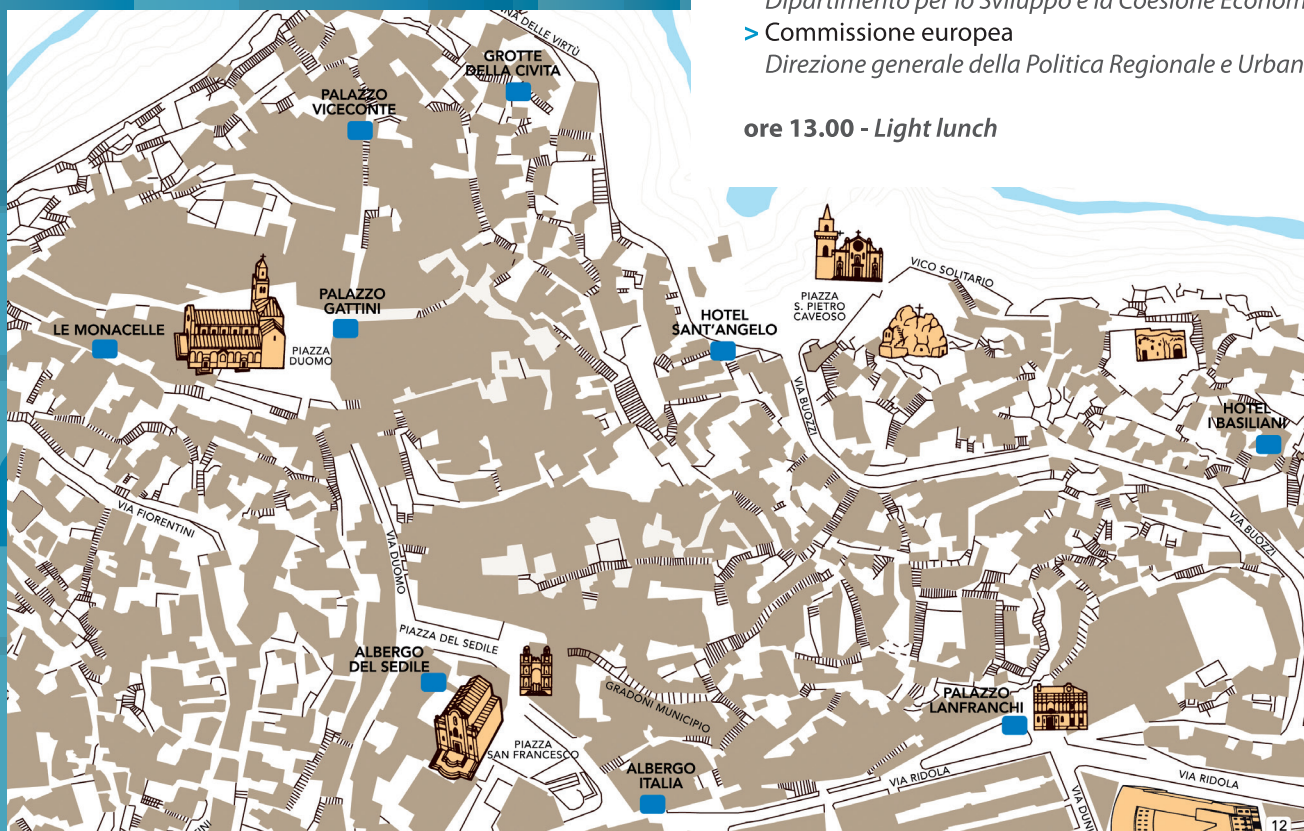 Dipartimento per lo Sviluppo e la Coesione Econom
> Commissione europea
Direzione generale della Politica Regionale e Urban
ore 13.00 - Light lunch
DELLE VIRTÙ
GROTTE
DELLA CIVITA
PALAZZO
VICECONTE
PALAZZO
GATTINI
LE MONACELLE
PIAZZA
DUOMO
HOTEL
SANT'ANGELO
PIAZZA
S. PIETRO
CAVEOSO
VICO SOLITARIO
VIA BUOZZI
HOTEL
I BASILIANI
VIA BUOZZI
VIA FIORENTINI
VIA DUOMO
PIAZZA DEL SEDILE
ALBERGO
DEL SEDILE
GRADONI MUNICIPIO
PIAZZA
SAN FRANCESCO
ALBERGO
ITALIA
PALAZZO
LANFRANCHI
VIA RIDOLA
VIA RIDOLA
VIA DUNI
12